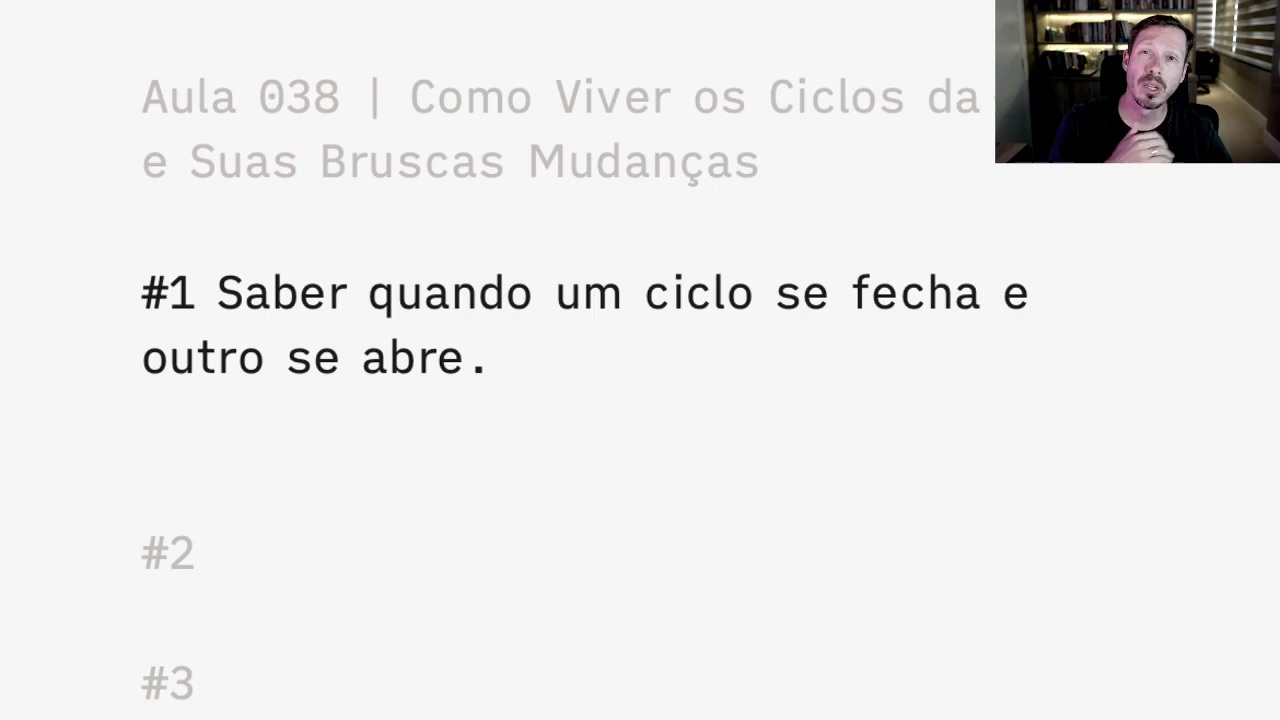 Aula 038 | Como Viver os Ciclos da
e Suas Bruscas Mudanças
#1 Saber quando um ciclo se fecha e
outro se abre.
#2
#3